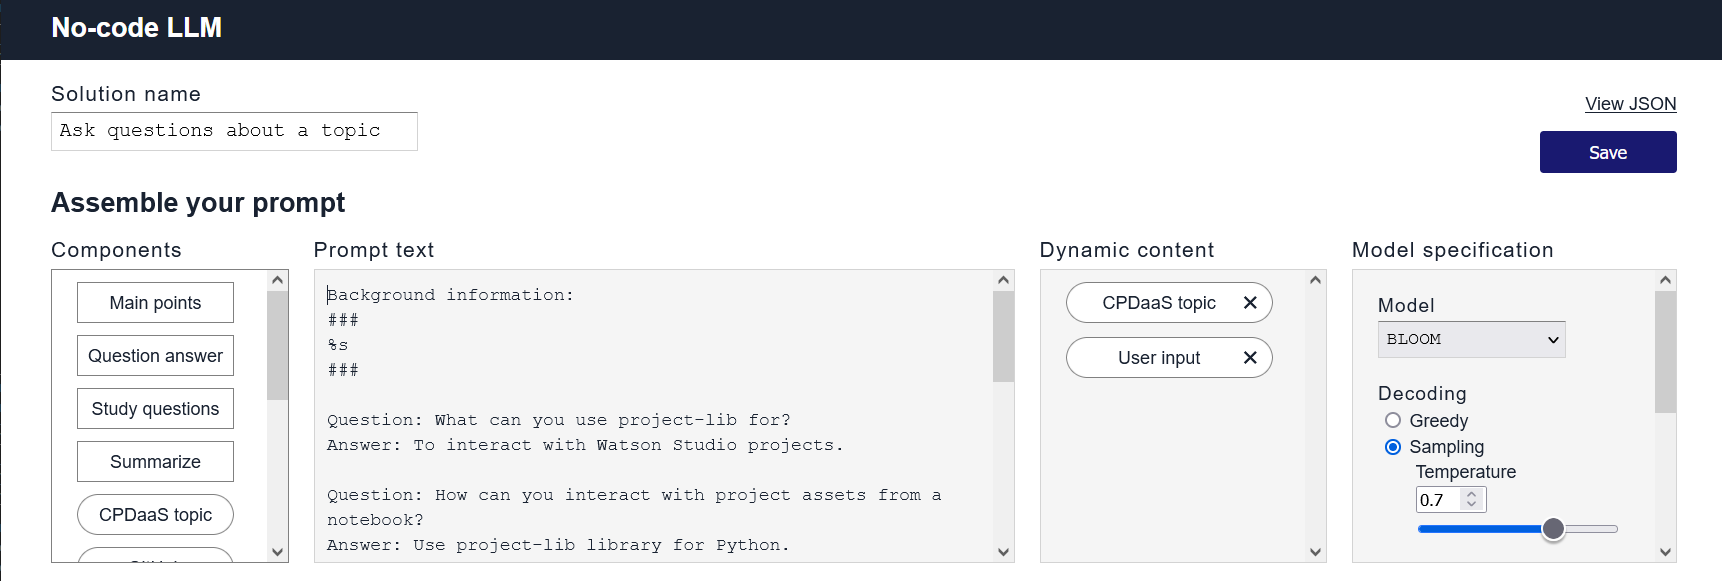 No-code LLM
Solution name
Ask questions about a topic
View JSON
Save
Assemble your prompt
Components
Main points
Question answer
Study questions
Summarize
CPDaaS topic
Prompt text
Background information:
###
%s
###
Question: What can you use project-lib for?
Answer: To interact with Watson Studio projects.
Question: How can you interact with project assets from a
notebook?
Answer: Use project-lib library for Python.
Dynamic content
CPDaaS topic ✕
User input ✕
Model specification
Model
BLOOM
Decoding
Greedy
Sampling
Temperature
0.7